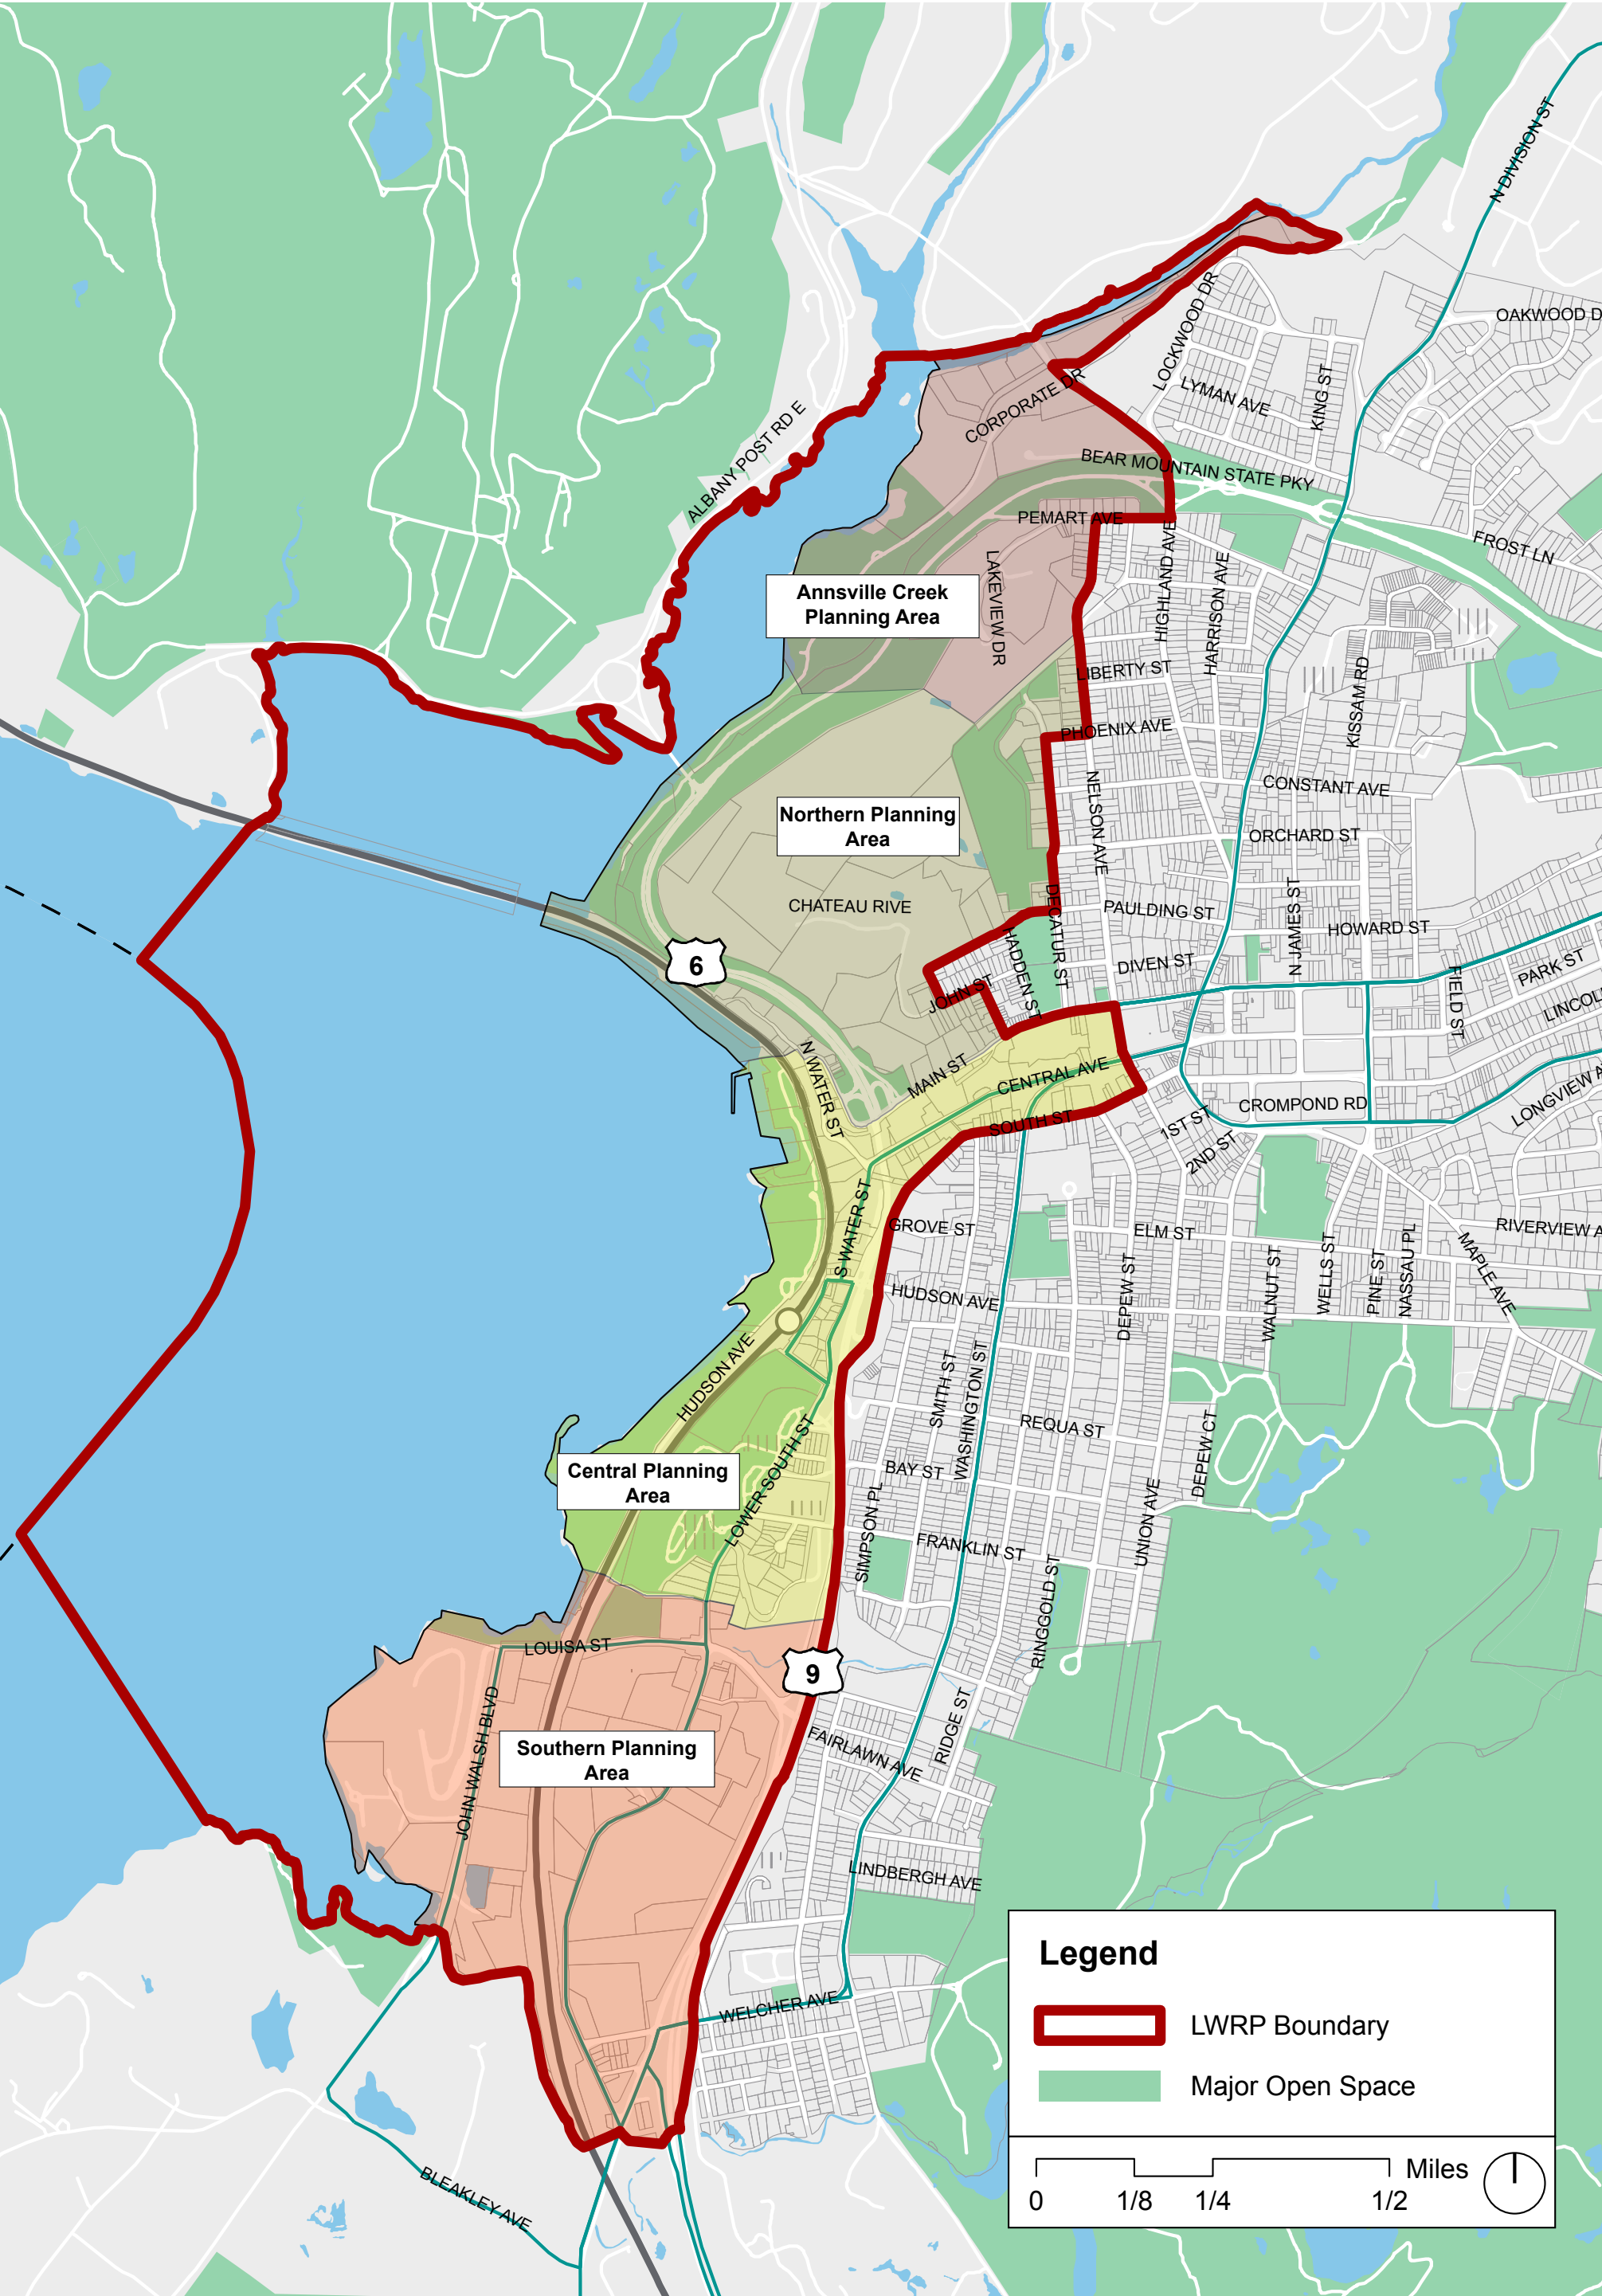 N DIVISION ST
OAKWOOD D
LOCKWOOD DR
LYMAN AVE
KING ST
CORPORATE DR
ALBANY POST RD E
BEAR MOUNTAIN STATE PKY
PEMART AVE
FROST LN
HIGHLAND AVE
HARRISON AVE
LAKEVIEW DR
Annsville Creek
Planning Area
LIBERTY ST
KISSAM RD
PHOENIX AVE
NELSON AVE
CONSTANT AVE
Northern Planning
Area
ORCHARD ST
CHATEAU RIVE
DECATUR ST
PAULDING ST
N JAMES ST
HOWARD ST
HADDEN ST
6
DIVEN ST
FIELD ST
PARK ST
JOHN ST
LINCOL
N WATER ST
MAIN ST
CENTRAL AVE
LONGVIEW A
CROMPOND RD
SOUTH ST
1ST ST
2ND ST
S WATER ST
GROVE ST
ELM ST
RIVERVIEW A
DEPEW ST
WALNUT ST
WELLS ST
PINE ST
NASSAU PL
MAPLE AVE
HUDSON AVE
HUDSON AVE
SMITH ST
WASHINGTON ST
REQUA ST
DEPEW CT
LOWER SOUTH ST
BAY ST
Central Planning
Area
SIMPSON PL
UNION AVE
FRANKLIN ST
RINGGOLD ST
LOUISA ST
9
JOHN WALSH BLVD
RIDGE ST
Southern Planning
Area
FAIRLAWN AVE
LINDBERGH AVE
WELCHER AVE
BLEAKLEY AVE
Legend
LWRP Boundary
Major Open Space
Miles
0 1/8 1/4 1/2